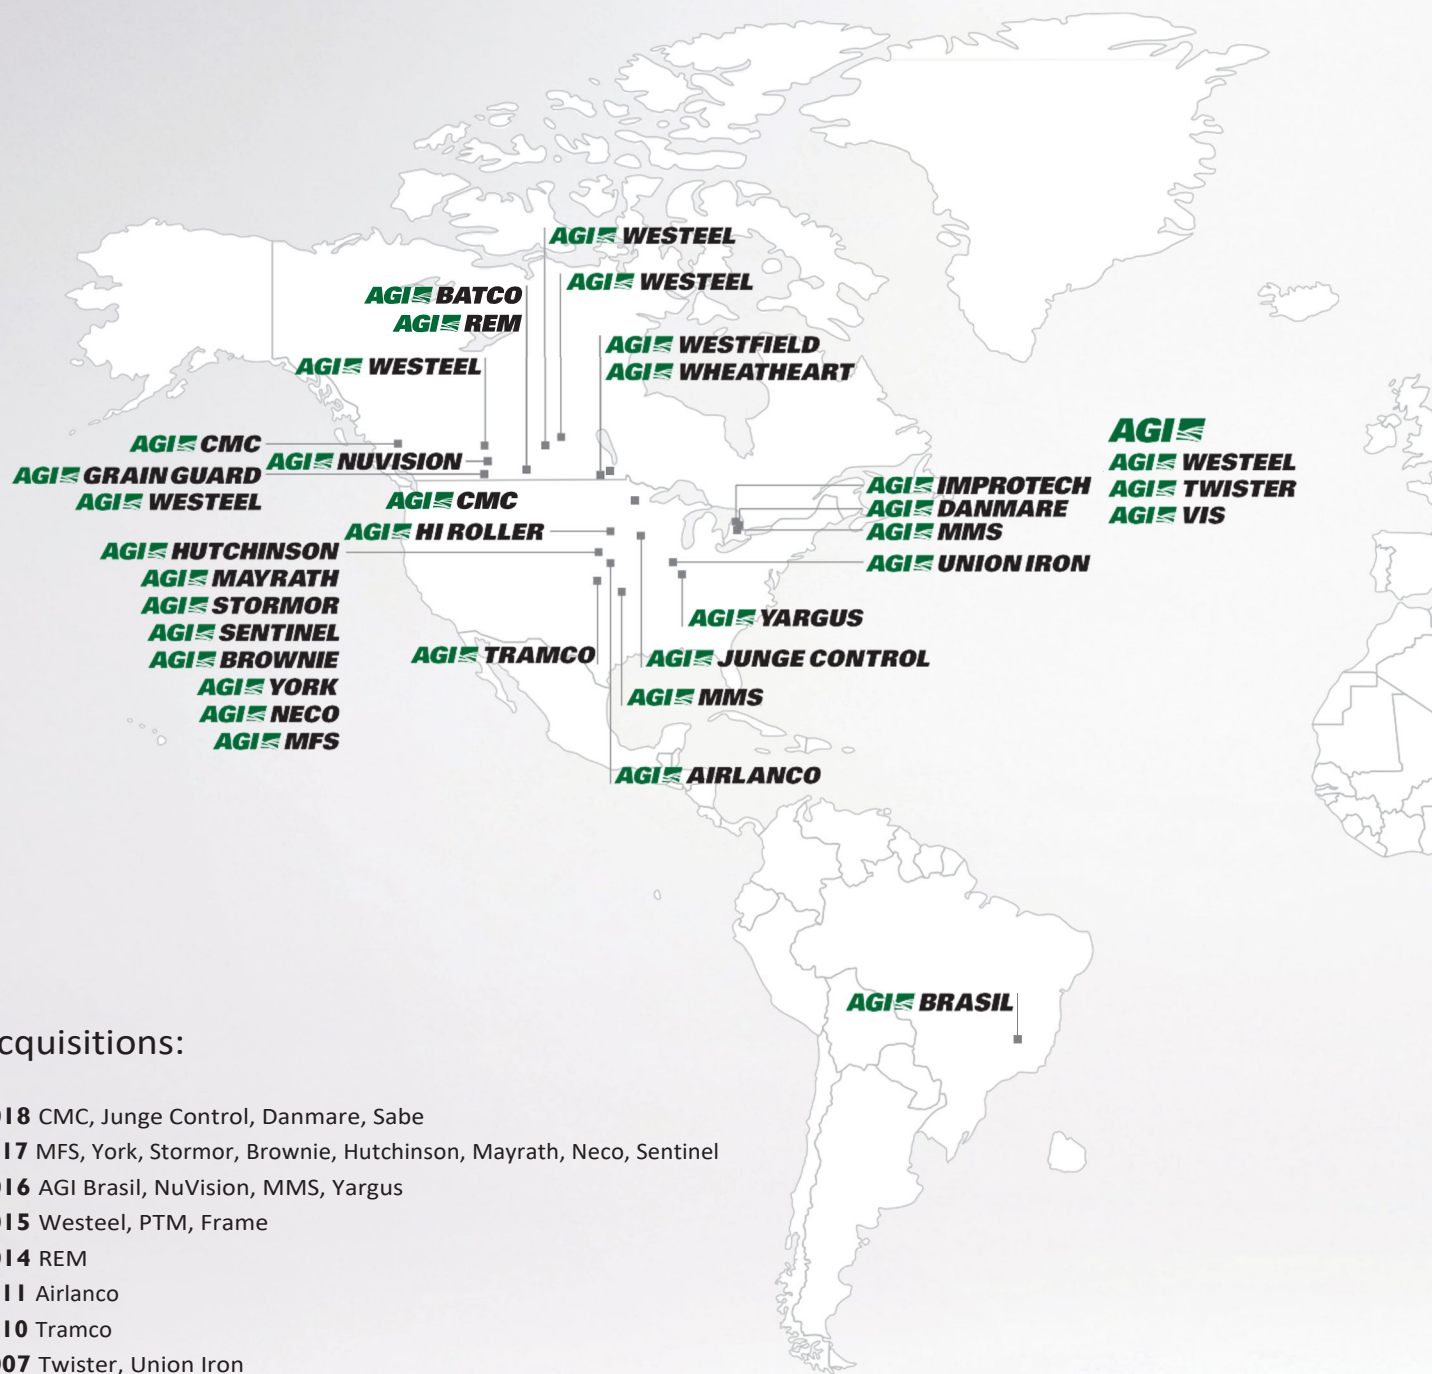 AGI WESTEEL
AGI WESTEEL
AGI BATCO
AGI REM
AGI WESTFIELD
AGI WHEATHEART
AGI WESTEEL
AGI CMC
AGI NUVISION
AGI GRAIN GUARD
AGI WESTEEL
AGI CMC
AGI HI ROLLER
AGI HUTCHINSON
AGI MAYRATH
AGI STORMOR
AGI SENTINEL
AGI BROWNIE
AGI YORK
AGI NECO
AGI MFS
AGI TRAMCO
AGI IMPROTECH
AGI DANMARE
AGI MMS
AGI UNION IRON
AGI YARGUS
AGI JUNGE CONTROL
AGI MMS
AGI AIRLANCO
AGI
AGI WESTEEL
AGI TWISTER
AGI VIS
AGI BRASIL
cquisitions:
018 CMC, Junge Control, Danmare, Sabe
17 MFS, York, Stormor, Brownie, Hutchinson, Mayrath, Neco, Sentinel
016 AGI Brasil, NuVision, MMS, Yargus
015 Westeel, PTM, Frame
014 REM
11 Airlanco
10 Tramco
007 Twister, Union Iron